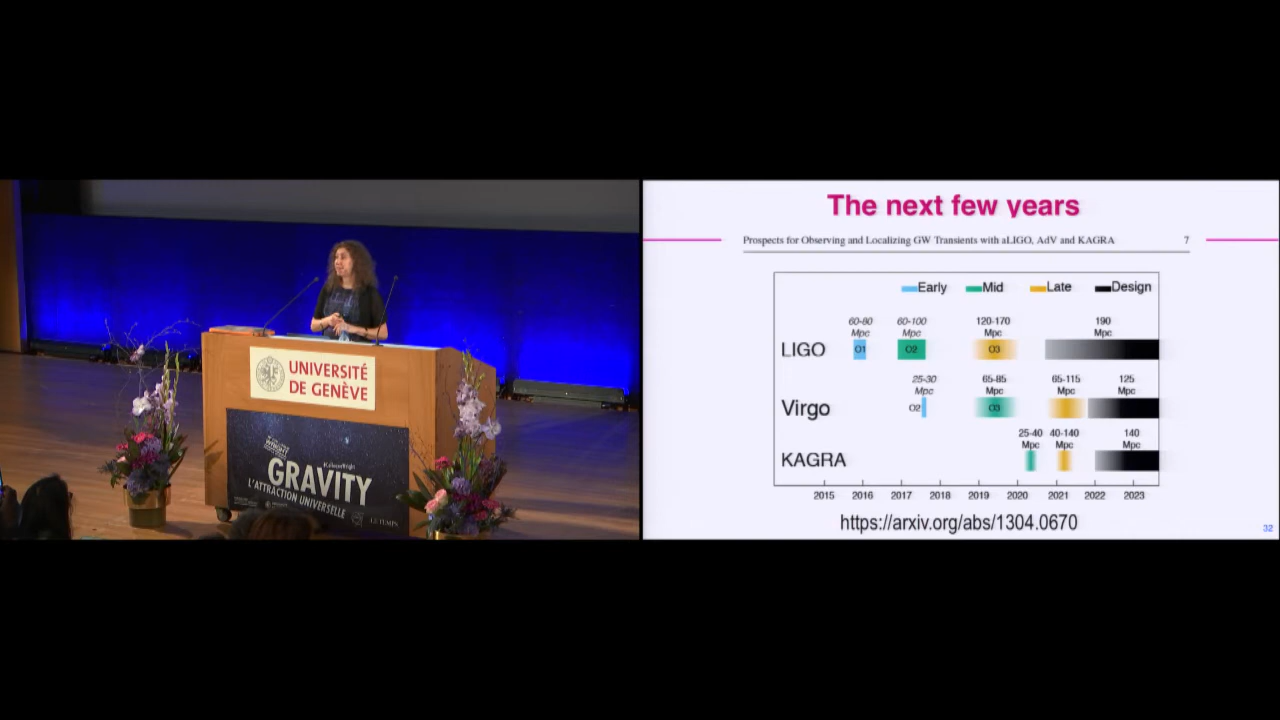 UNIVERSITÉ
DE GENÈVE
GRAVITY
L'ATTRACTION UNIVERSELLE
LE TEMPS
The next few years
Prospects for Observing and Localizing GW Transients with aLIGO, AdV and KAGRA 7
Early Mid Late Design
60-80 60-100 120-170 190
Mpc Mpc Mpc Mpc
LIGO O1 O2 O3
25-30 65-85 65-115 125
Mpc Mpc Mpc Mpc
Virgo O2 O3
25-40 40-140 140
Mpc Mpc Mpc
KAGRA
2015 2016 2017 2018 2019 2020 2021 2022 2023
https://arxiv.org/abs/1304.0670
32